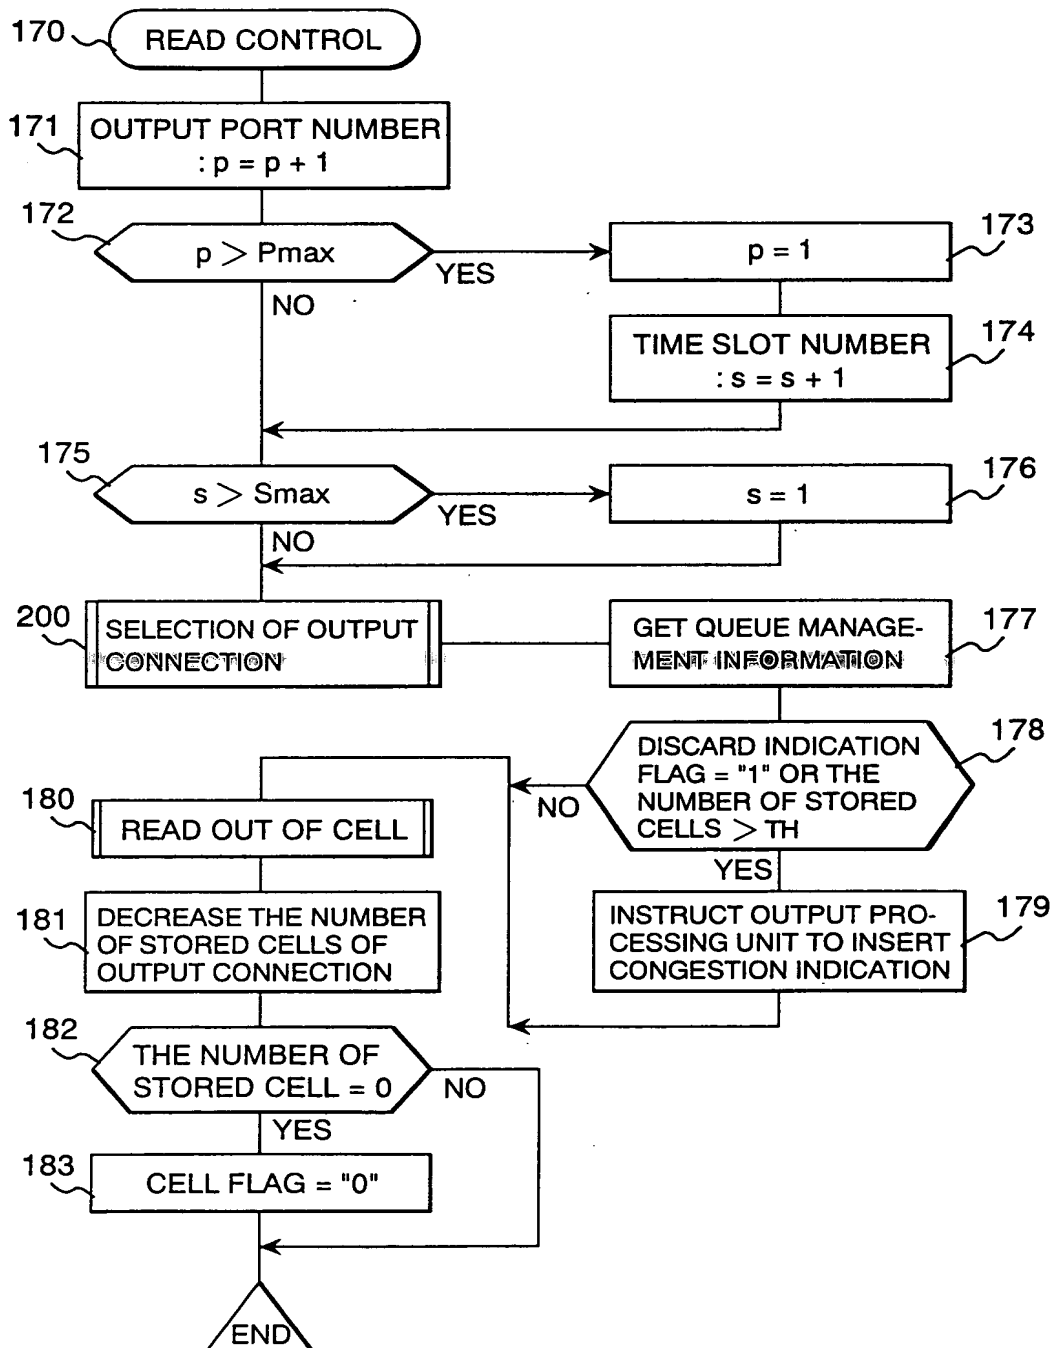 170
READ CONTROL
171
OUTPUT PORT NUMBER
: p = p + 1
172
p > Pmax
YES
NO
173
p = 1
174
TIME SLOT NUMBER
: s = s + 1
175
s > Smax
YES
NO
176
s = 1
200
SELECTION OF OUTPUT
CONNECTION
177
GET QUEUE MANAGE-
MENT INFORMATION
178
DISCARD INDICATION
FLAG = "1" OR THE
NUMBER OF STORED
CELLS > TH
NO
YES
179
INSTRUCT OUTPUT PRO-
CESSING UNIT TO INSERT
CONGESTION INDICATION
180
READ OUT OF CELL
181
DECREASE THE NUMBER
OF STORED CELLS OF
OUTPUT CONNECTION
182
THE NUMBER OF
STORED CELL = 0
NO
YES
183
CELL FLAG = "0"
END